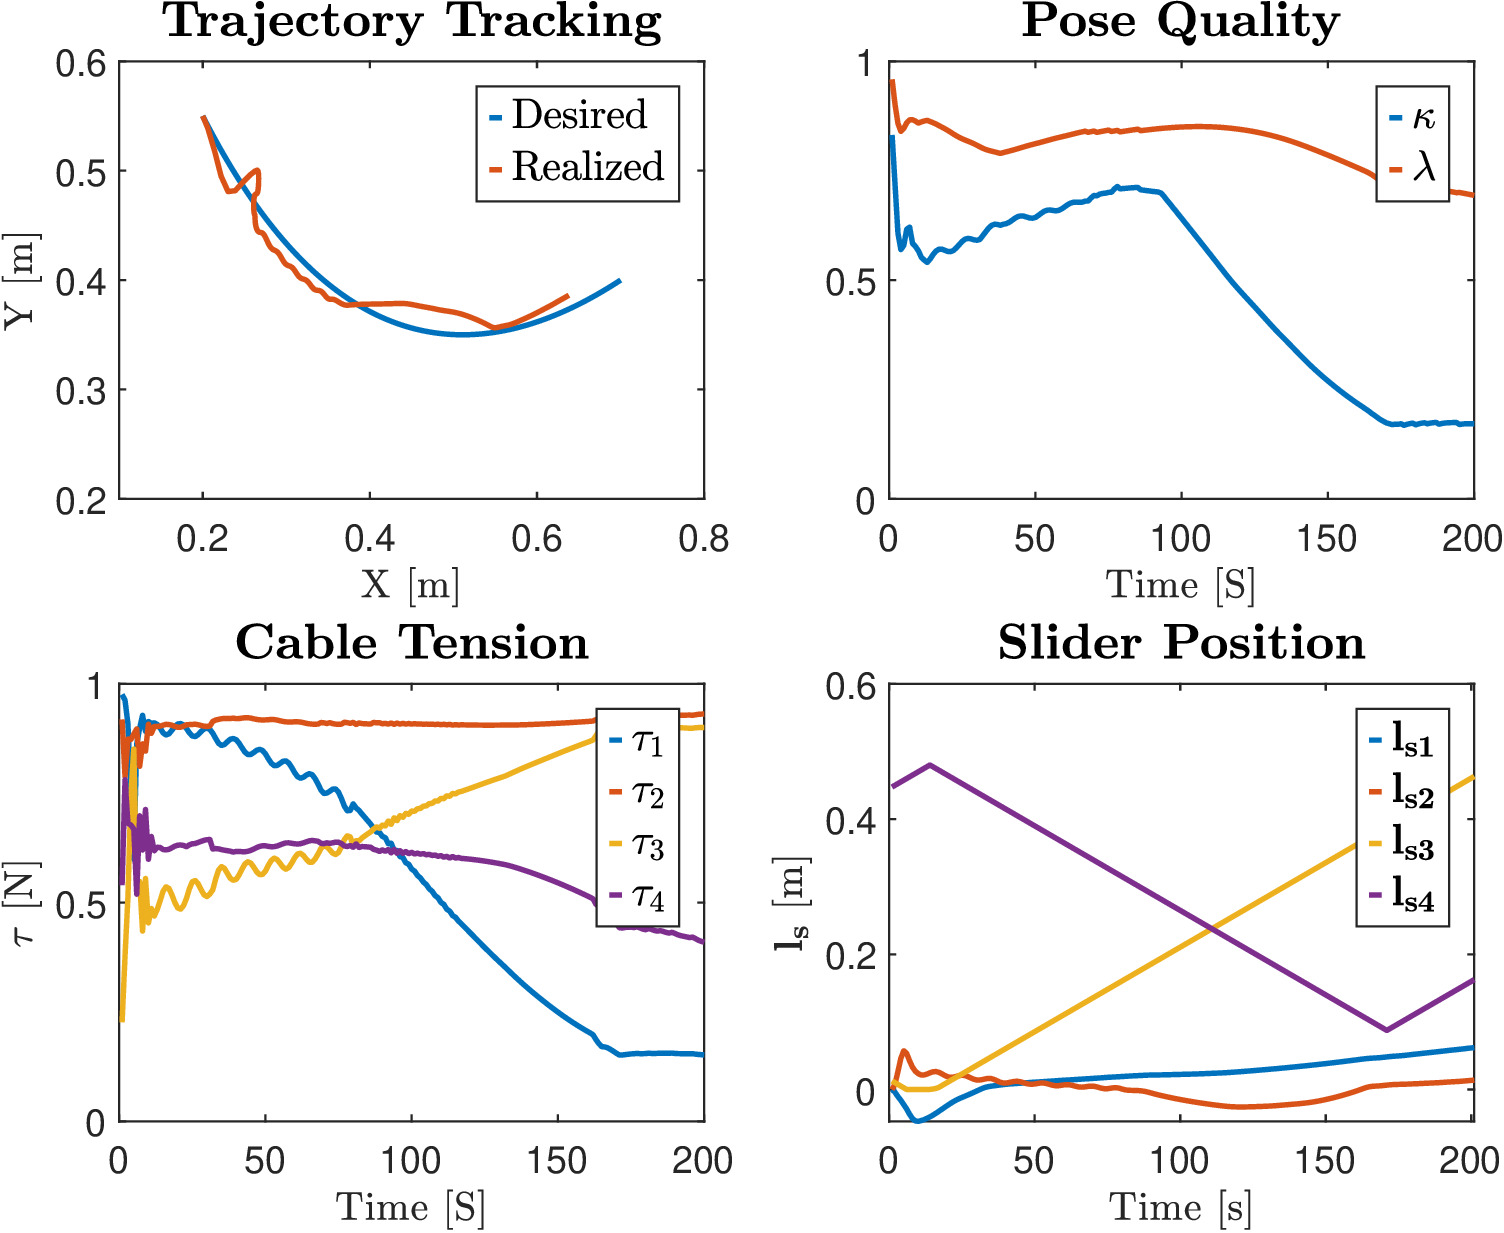 Trajectory Tracking
0.6
0.5
0.4
0.3
0.2
Y [m]
Desired
Realized
0.2 0.4 0.6 0.8
X [m]
Pose Quality
1
0.5
0
κ
λ
0 50 100 150 200
Time [S]
Cable Tension
1
0.5
0
τ [N]
τ1
τ2
τ3
τ4
0 50 100 150 200
Time [S]
Slider Position
0.6
0.4
0.2
0
ls [m]
ls1
ls2
ls3
ls4
0 50 100 150 200
Time [s]